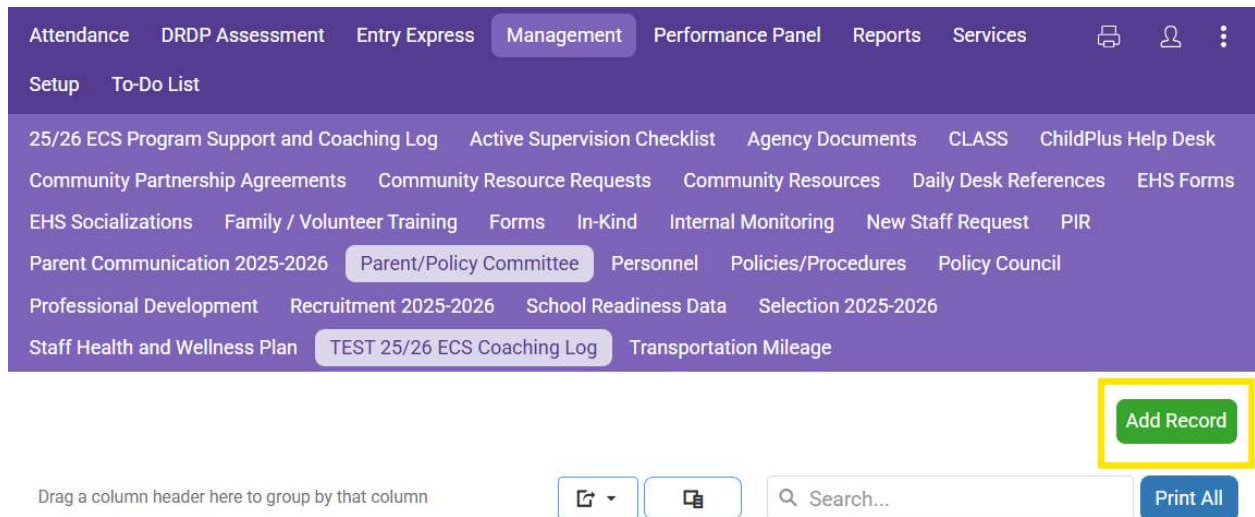 Attendance DRDP Assessment Entry Express Management Performance Panel Reports Services
Setup To-Do List
25/26 ECS Program Support and Coaching Log Active Supervision Checklist Agency Documents CLASS ChildPlus Help Desk
Community Partnership Agreements Community Resource Requests Community Resources Daily Desk References EHS Forms
EHS Socializations Family / Volunteer Training Forms In-Kind Internal Monitoring New Staff Request PIR
Parent Communication 2025-2026 Parent/Policy Committee Personnel Policies/Procedures Policy Council
Professional Development Recruitment 2025-2026 School Readiness Data Selection 2025-2026
Staff Health and Wellness Plan TEST 25/26 ECS Coaching Log Transportation Mileage
Add Record
Drag a column header here to group by that column Search... Print All